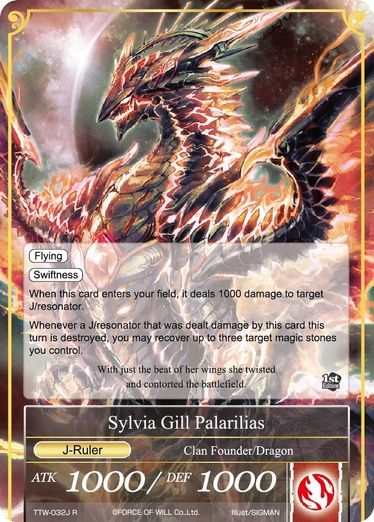 Flying
Swiftness
When this card enters your field, it deals 1000 damage to target
J/resonator.
Whenever a J/resonator that was dealt damage by this card this
turn is destroyed, you may recover up to three target magic stones
you control.
With just the beat of her wings she twisted
and contorted the battlefield.
1st
Edition
Sylvia Gill Palarilias
J-Ruler
Clan Founder/Dragon
ATK 1000/ DEF 1000
TTW-032J R
©FORCE OF WILL Co.,Ltd.
Illust/SIGMAN